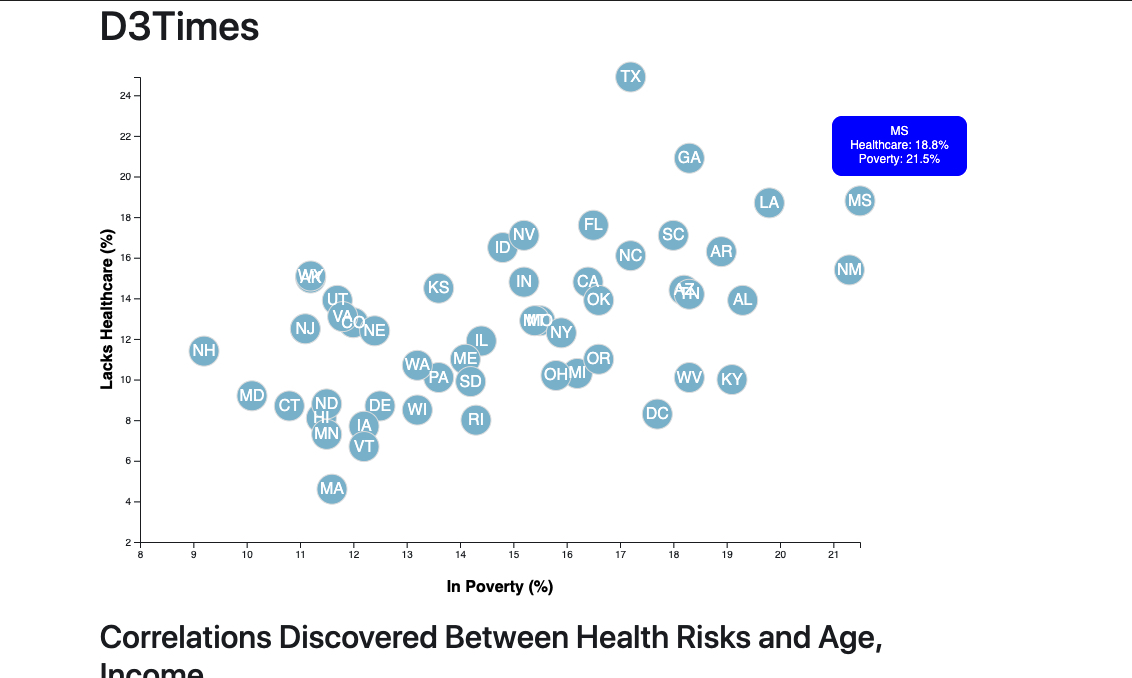 D3Times
TX
24
MS
Healthcare: 18.8%
Poverty: 21.5%
22
GA
20
LA
MS
18
FL
NV
SC
ID
NC
AR
16
NM
WY
AK
KS
IN
CA
AZ
TN
UT
OK
AL
14
VA
CO
NJ
NE
MO
NY
12
IL
NH
ME
OR
WA
PA
SD
OH
MI
WV
KY
10
MD
CT
ND
DE
WI
HI
DC
8
MN
IA
RI
VT
6
MA
4
2
Lacks Healthcare (%)
8 9 10 11 12 13 14 15 16 17 18 19 20 21
In Poverty (%)
Correlations Discovered Between Health Risks and Age,
Income